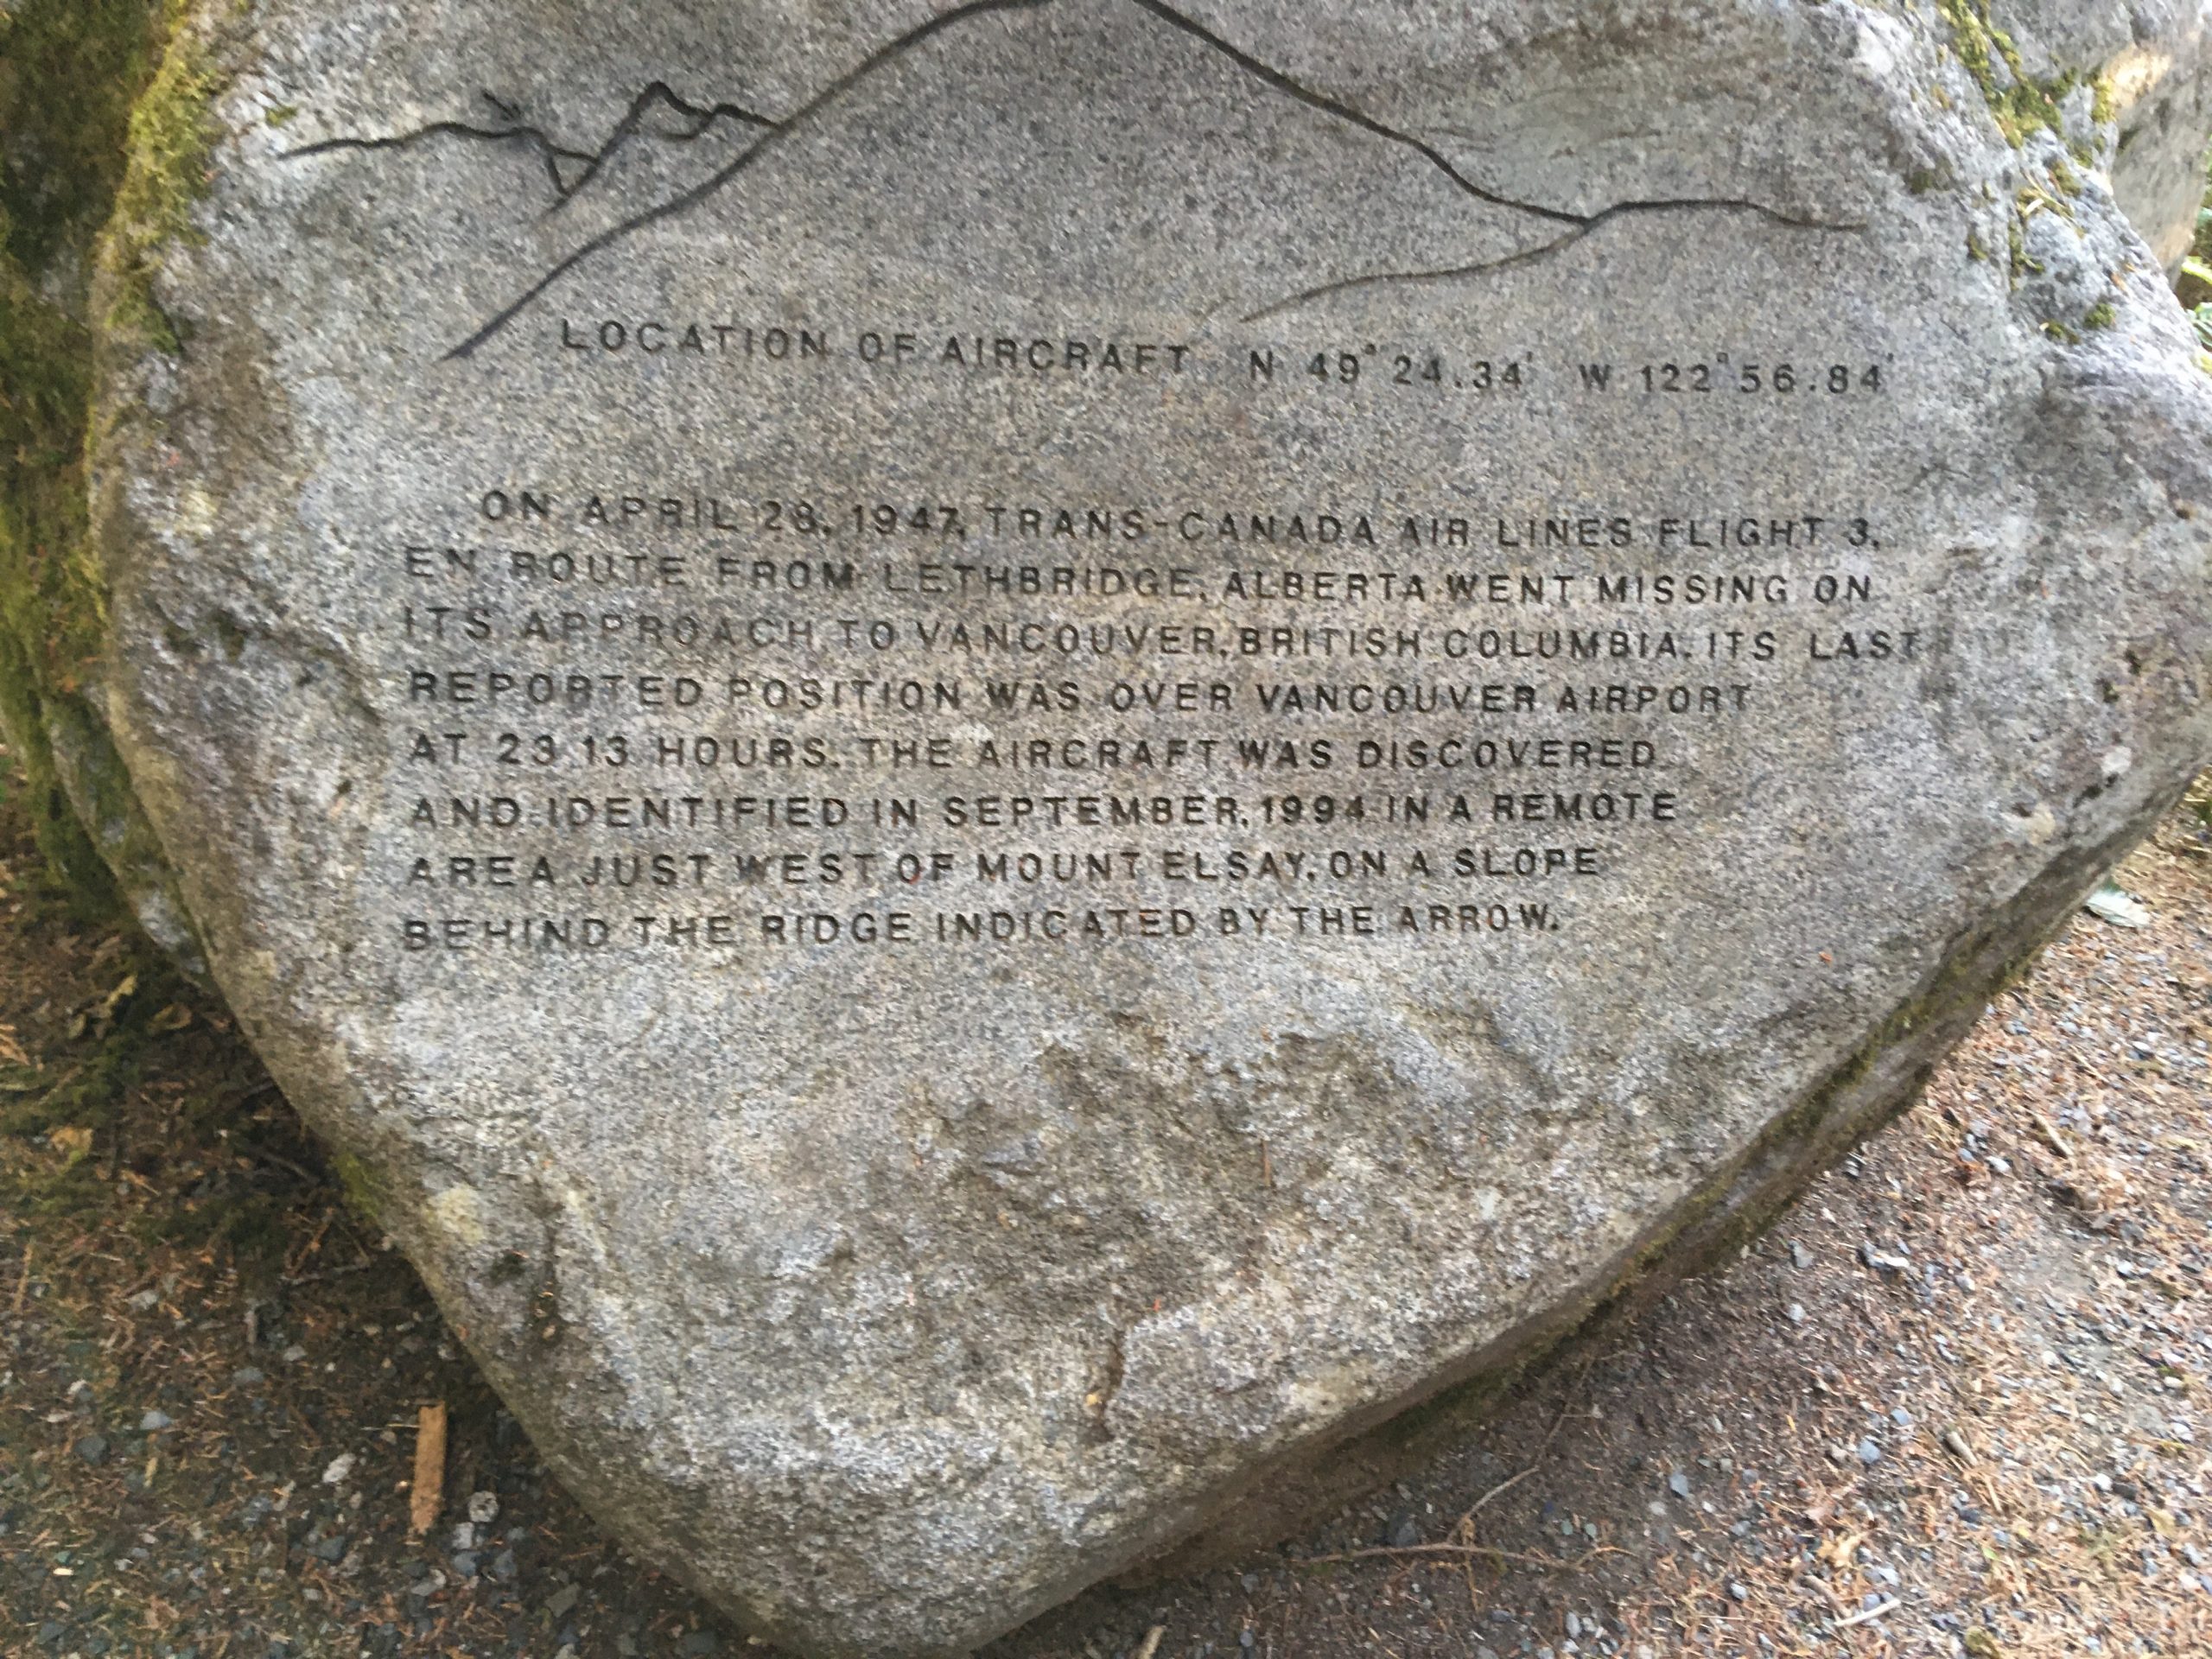 LOCATION OF AIRCRAFT N 49° 24.34' W 122° 56.84'
ON APRIL 28, 1947, TRANS-CANADA AIR LINES FLIGHT 3,
EN ROUTE FROM LETHBRIDGE, ALBERTA WENT MISSING ON
ITS APPROACH TO VANCOUVER, BRITISH COLUMBIA. ITS LAST
REPORTED POSITION WAS OVER VANCOUVER AIRPORT
AT 23:13 HOURS. THE AIRCRAFT WAS DISCOVERED
AND IDENTIFIED IN SEPTEMBER, 1994 IN A REMOTE
AREA JUST WEST OF MOUNT ELSAY, ON A SLOPE
BEHIND THE RIDGE INDICATED BY THE ARROW.